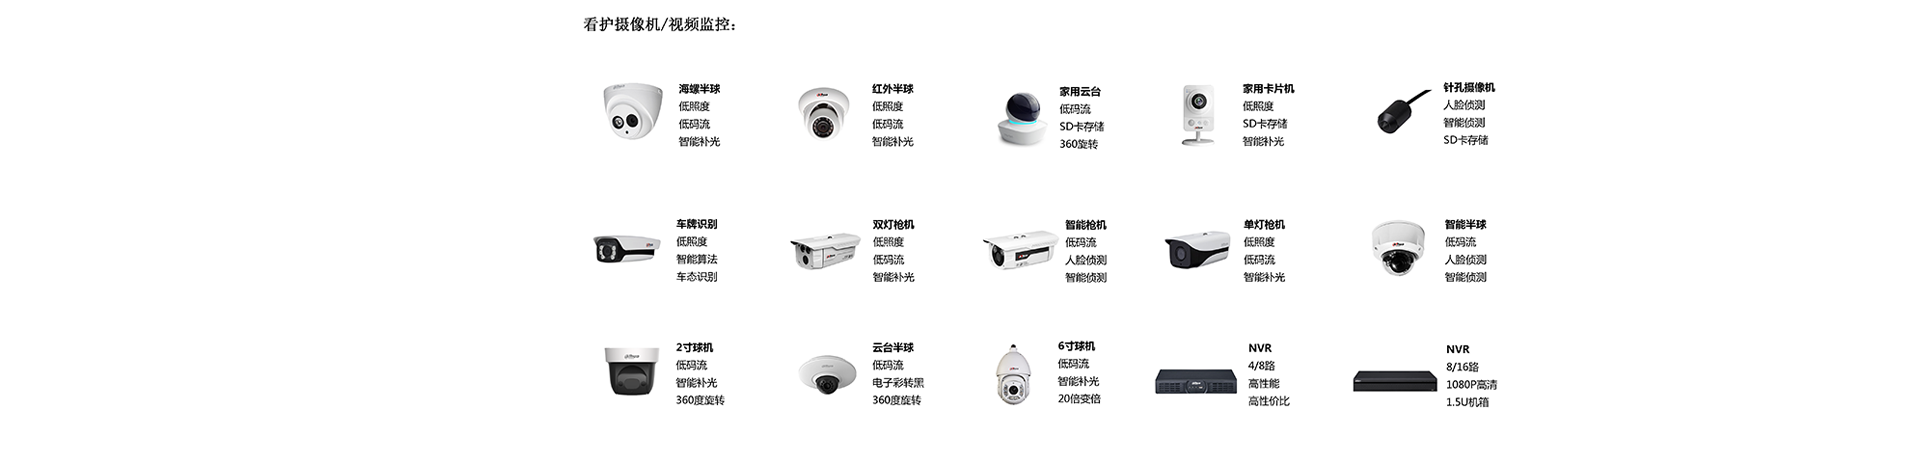 看护摄像机/视频监控：
海螺半球
低照度
低码流
智能补光
红外半球
低照度
低码流
智能补光
家用云台
低码流
SD卡存储
360旋转
家用卡片机
低照度
SD卡存储
智能补光
针孔摄像机
人脸侦测
智能侦测
SD卡存储
车牌识别
低照度
智能算法
车态识别
双灯枪机
低照度
低码流
智能补光
智能枪机
低码流
人脸侦测
智能侦测
单灯枪机
低照度
低码流
智能补光
智能半球
低码流
人脸侦测
智能侦测
2寸球机
低码流
智能补光
360度旋转
云台半球
低码流
电子彩转黑
360度旋转
6寸球机
低码流
智能补光
20倍变倍
NVR
4/8路
高性能
高性价比
NVR
8/16路
1080P高清
1.5U机箱